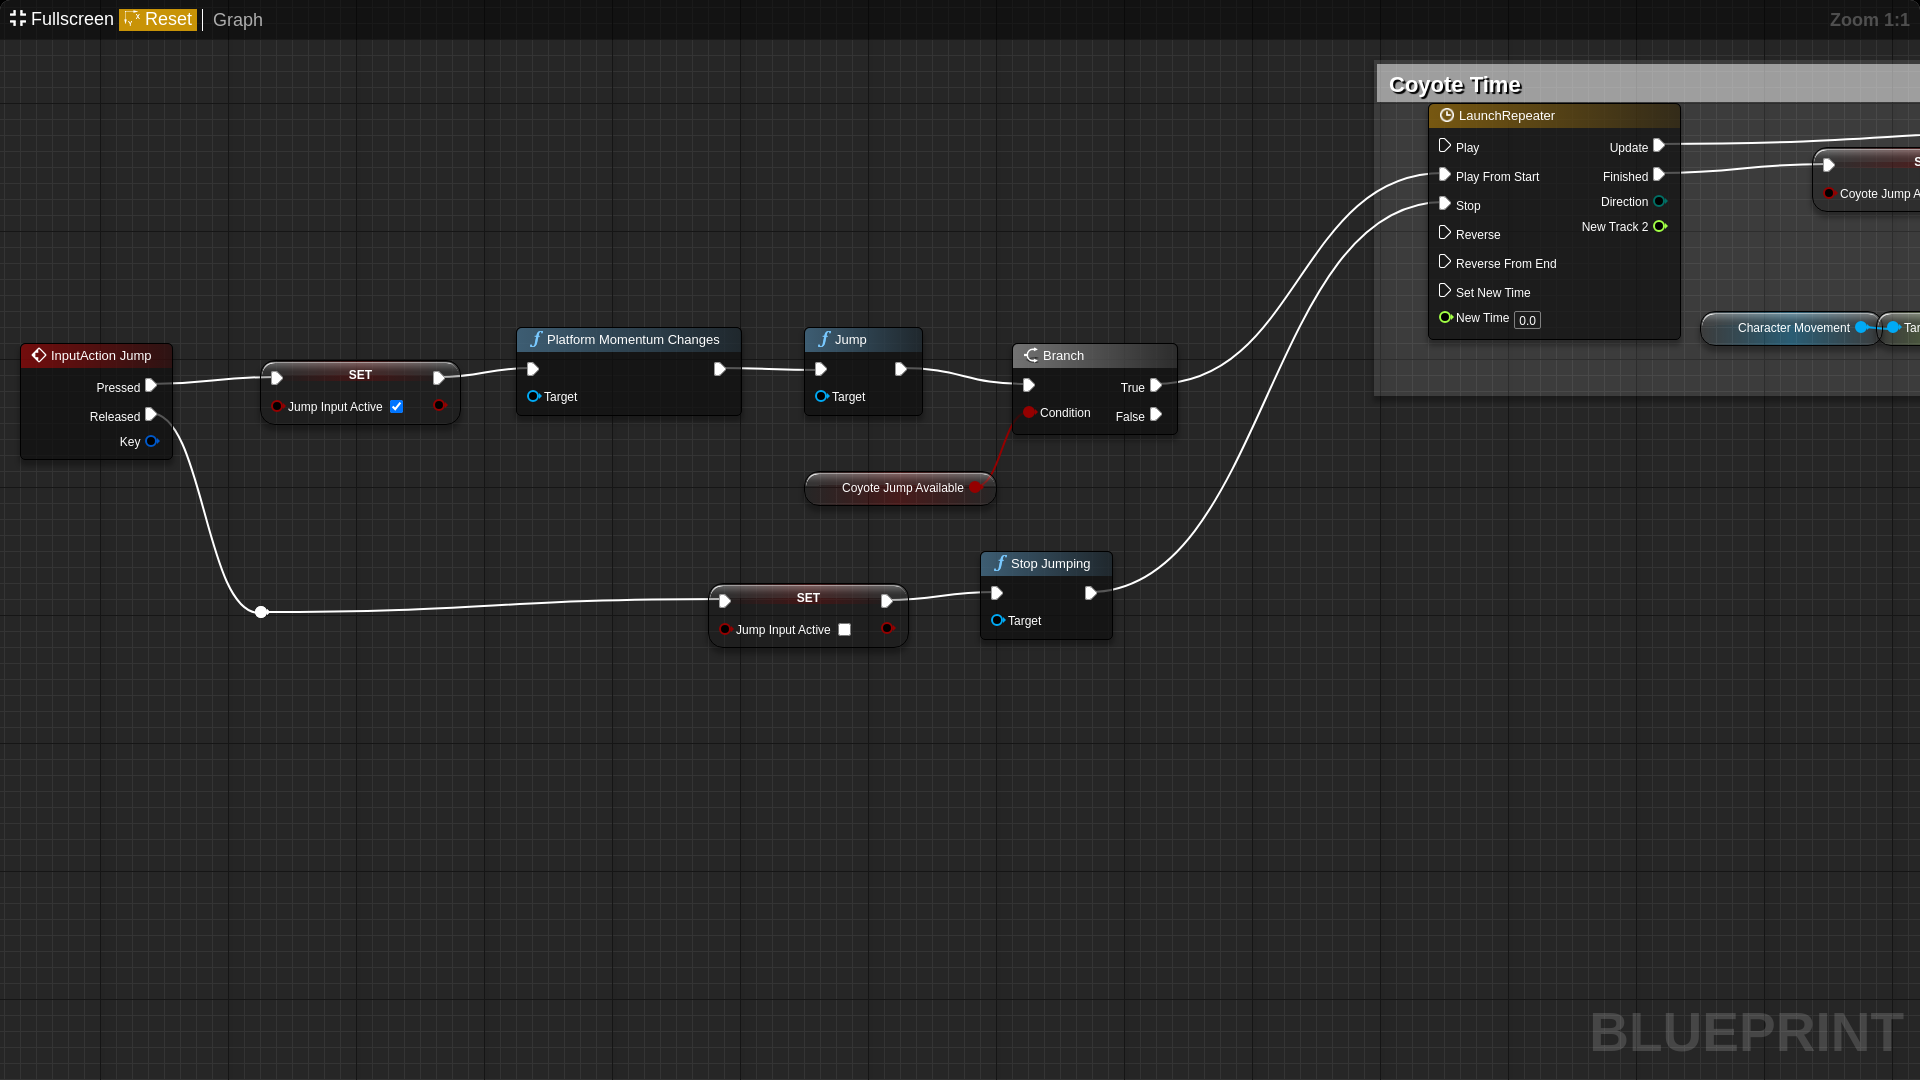 Fullscreen Reset Graph
Zoom 1:1
Coyote Time
LaunchRepeater
Play
Update
Play From Start
Finished
Stop
Direction
New Track 2
Reverse
Reverse From End
Set New Time
New Time 0.0
Coyote Jump A
Character Movement
Tar
InputAction Jump
Pressed
Released
Key
SET
Jump Input Active
Platform Momentum Changes
Target
Jump
Target
Branch
True
Condition
False
Coyote Jump Available
SET
Jump Input Active
Stop Jumping
Target
BLUEPRINT